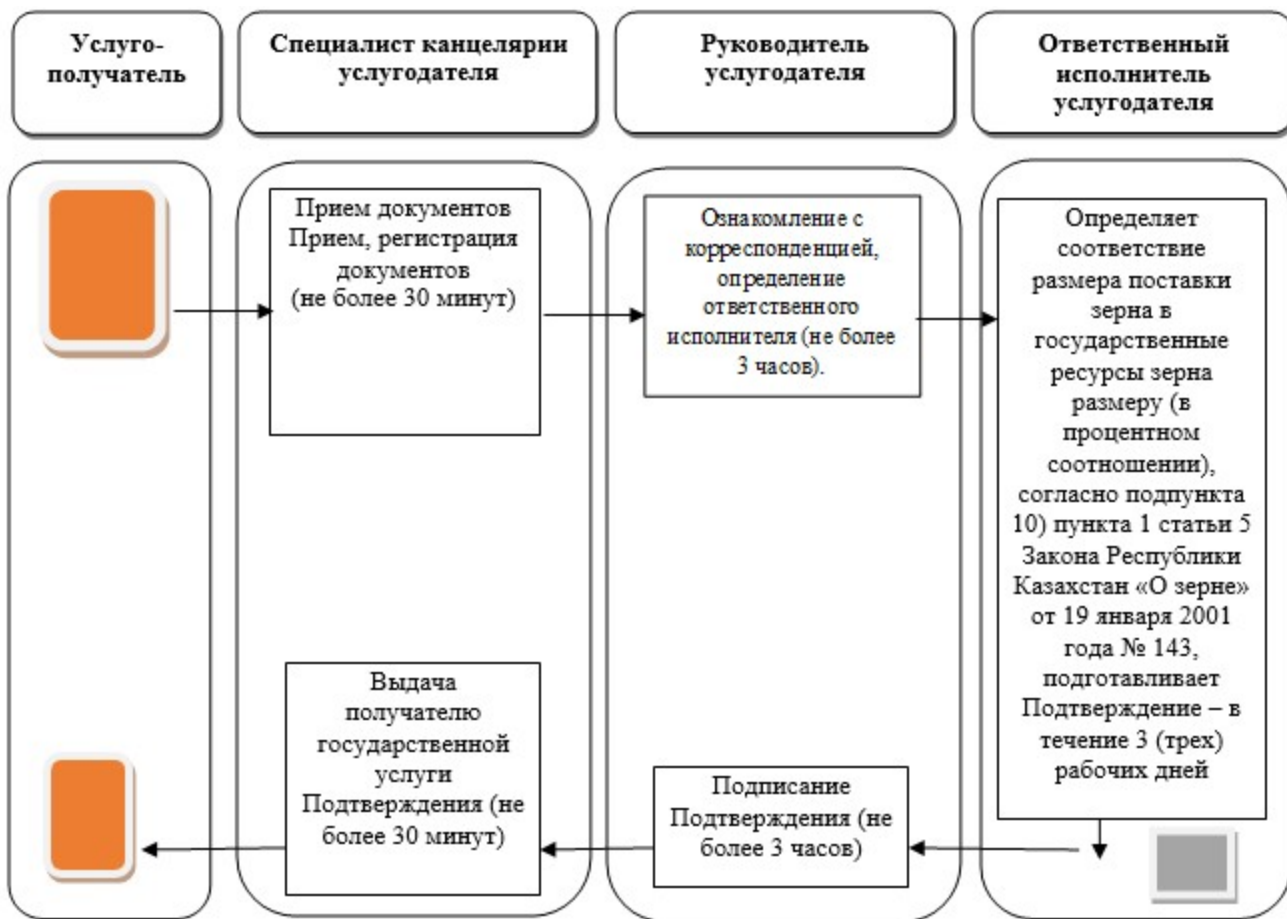 Услуго-
получатель
Специалист канцелярии
услугодателя
Руководитель
услугодателя
Ответственный
исполнитель
услугодателя
Прием документов
Прием, регистрация
документов
(не более 30 минут)
Ознакомление с
корреспонденцией,
определение
ответственного
исполнителя (не более
3 часов).
Определяет
соответствие
размера поставки
зерна в
государственные
ресурсы зерна
размеру (в
процентном
соотношении),
согласно подпункта
10) пункта 1 статьи 5
Закона Республики
Казахстан «О зерне»
от 19 января 2001
года № 143,
подготавливает
Подтверждение – в
течение 3 (трех)
рабочих дней
Выдача
получателю
государственной
услуги
Подтверждения (не
более 30 минут)
Подписание
Подтверждения (не
более 3 часов)